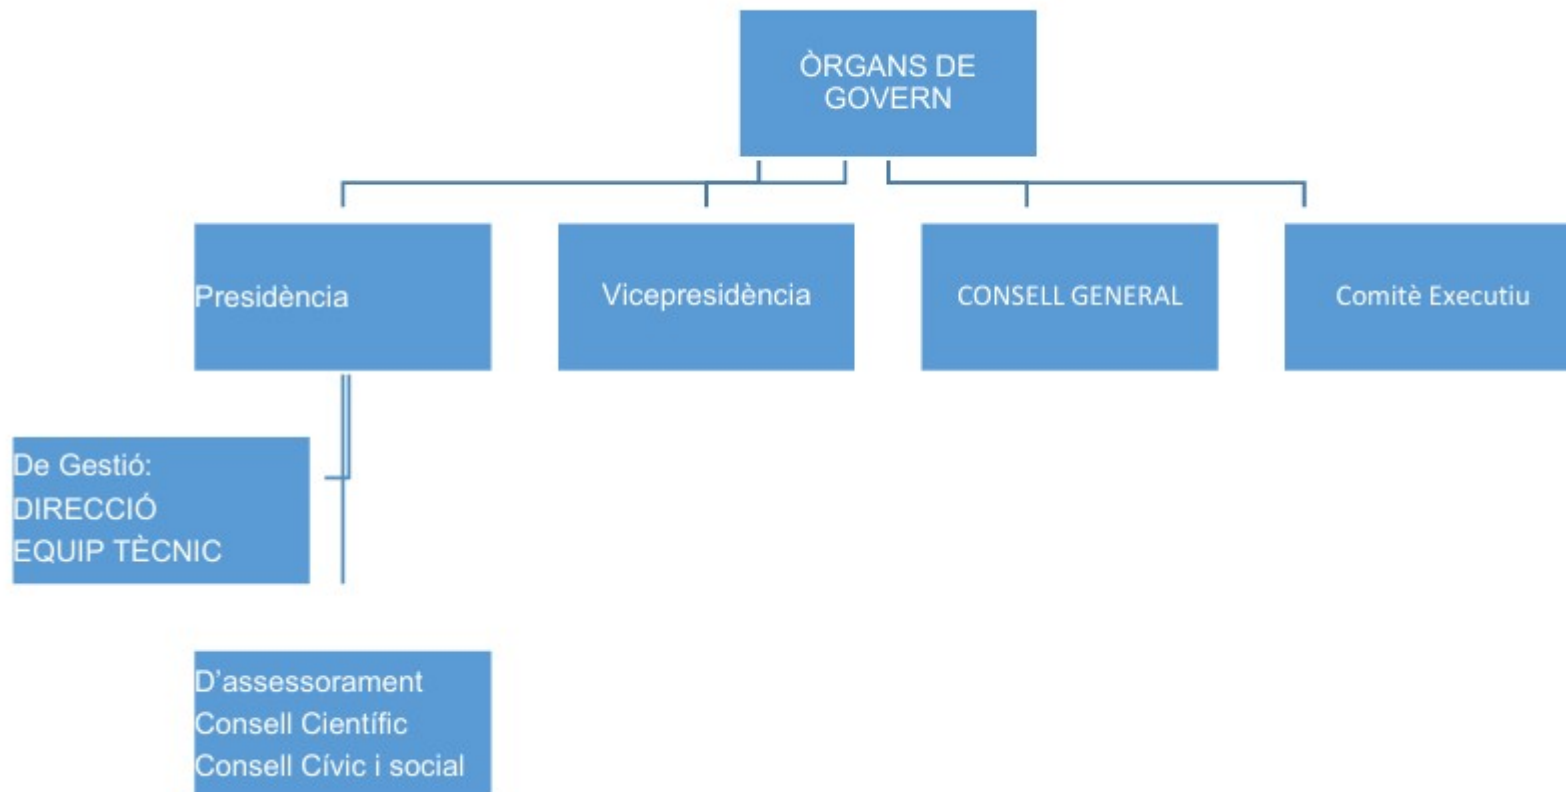 ÒRGANS DE
GOVERN
Presidència
Vicepresidència
CONSELL GENERAL
Comitè Executiu
De Gestió:
DIRECCIÓ
EQUIP TÈCNIC
D’assessorament
Consell Científic
Consell Cívic i social